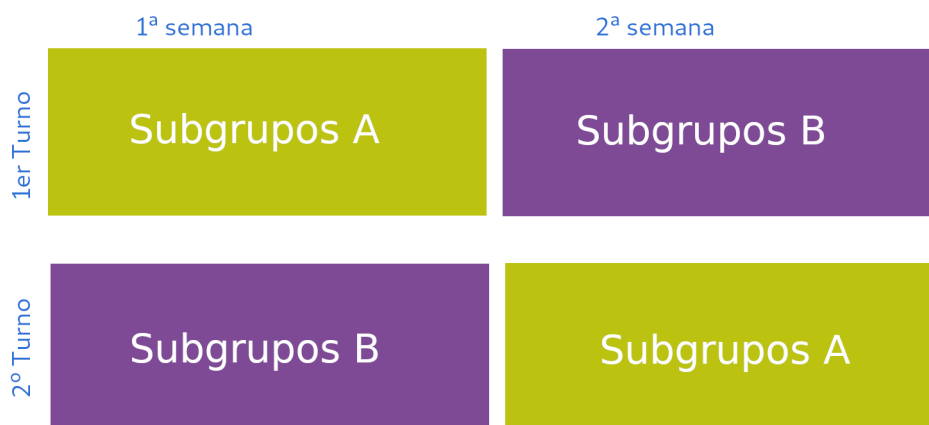 1ª semana
2ª semana
1er Turno
Subgrupos A
Subgrupos B
2º Turno
Subgrupos B
Subgrupos A